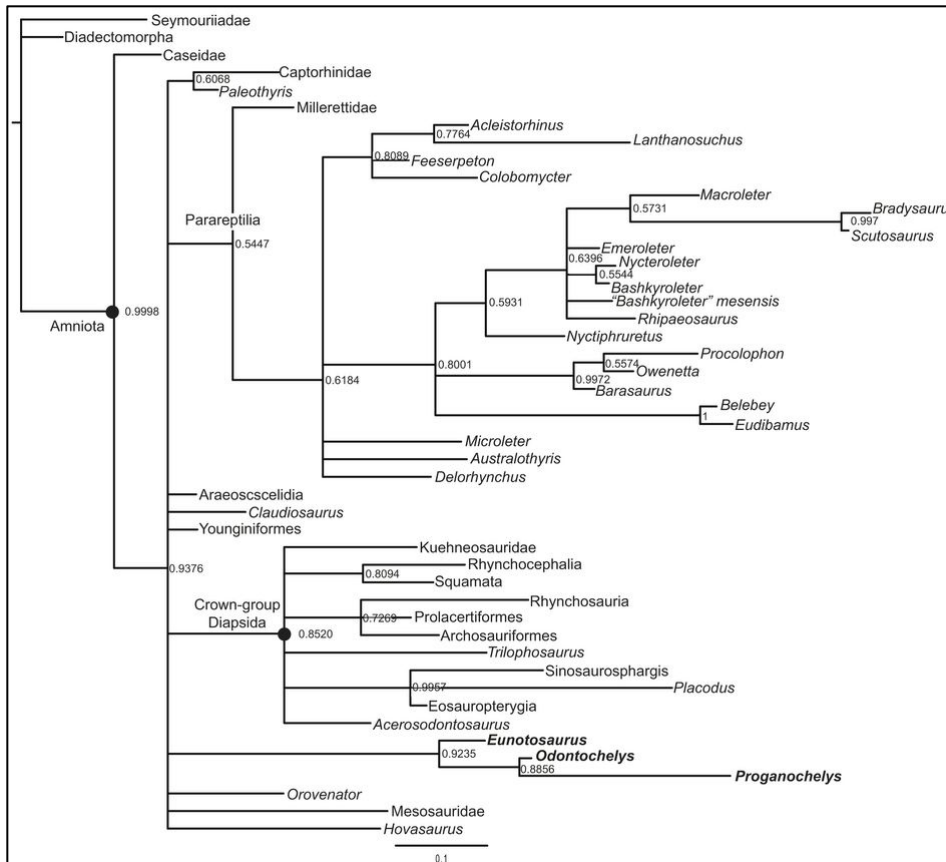 Seymouriidae
Diadectomorpha
Caseidae
Captorhinidae
0.6068
Paleothyris
Millerettidae
Acleistorhinus
0.7764
Lanthanosuchus
0.8089
Feeserpeton
Colobomycter
Macroleter
0.5731
Bradysauru
0.997
Scutosaurus
Parareptilia
0.5447
Emeroleter
0.6396
Nycteroleter
0.5544
Bashkyroleter
"Bashkyroleter" mesensis
0.5931
Rhipaeosaurus
Nyctiphruretus
Amniota
0.9998
Procolophon
0.8001
0.5574
Owenetta
0.6184
0.9972
Barasaurus
Belebey
1
Eudibamus
Microleter
Australothyris
Delorhynchus
Araeoscscelidia
Claudiosaurus
Younginiformes
Kuehneosauridae
0.9376
Rhynchocephalia
0.8094
Squamata
Crown-group
Diapsida
0.8520
Rhynchosauria
0.7269
Prolacertiformes
Archosauriformes
Trilophosaurus
Sinosaurosphargis
0.9957
Placodus
Eosauropterygia
Acerosodontosaurus
Eunotosaurus
0.9235
Odontochelys
0.8856
Proganochelys
Orovenator
Mesosauridae
Hovasaurus
0.1